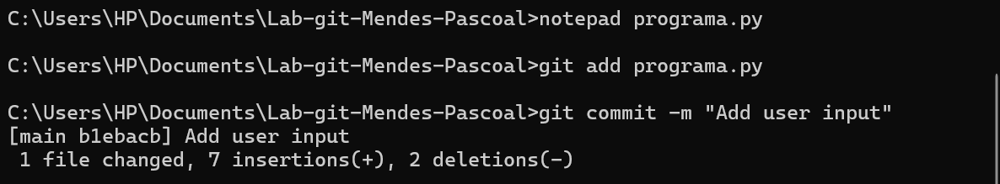 C:\Users\HP\Documents\Lab-git-Mendes-Pascoal>notepad programa.py
C:\Users\HP\Documents\Lab-git-Mendes-Pascoal>git add programa.py
C:\Users\HP\Documents\Lab-git-Mendes-Pascoal>git commit -m "Add user input"
[main b1ebacb] Add user input
 1 file changed, 7 insertions(+), 2 deletions(-)